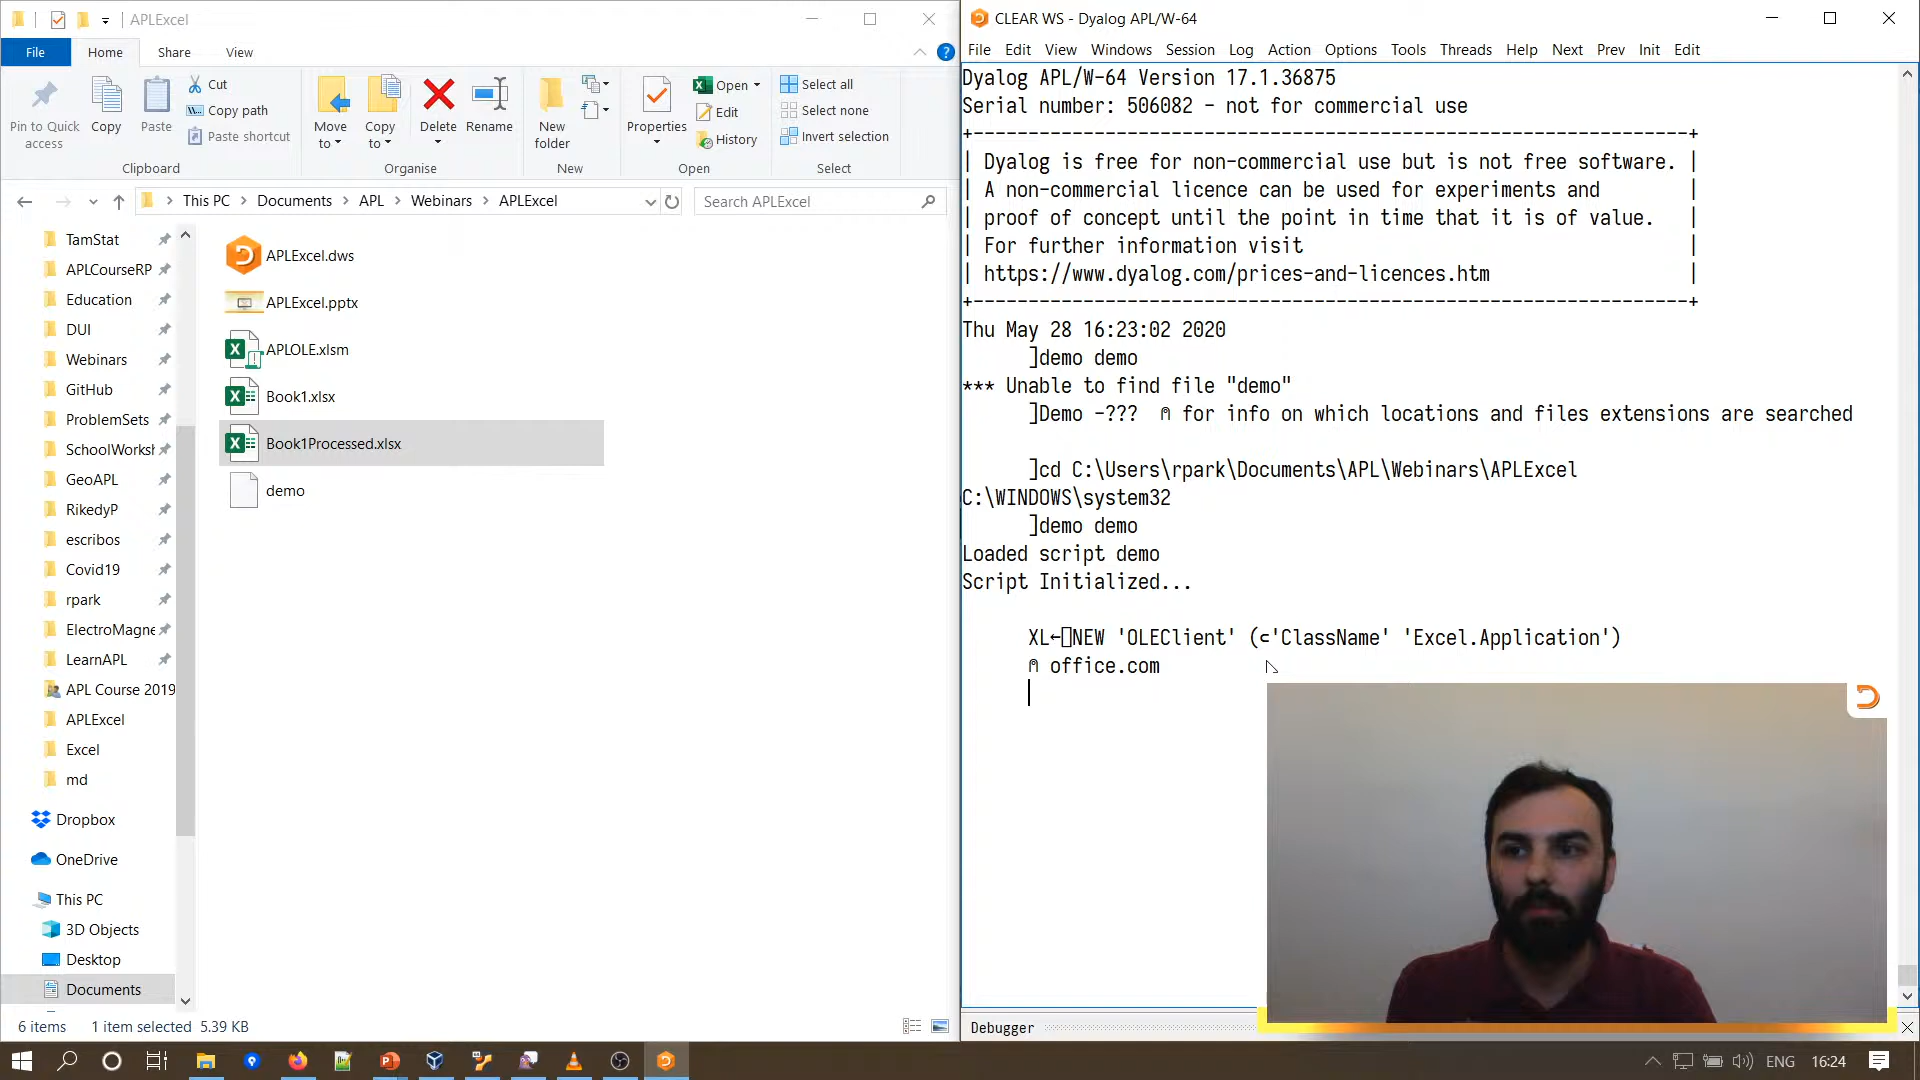 APLExcel
File Home Share View
Pin to Quick access
Copy
Paste
Cut
Copy path
Paste shortcut
Clipboard
Move to
Copy to
Delete
Rename
Organise
New folder
New
Properties
Open
Edit
History
Open
Select all
Select none
Invert selection
Select
This PC > Documents > APL > Webinars > APLExcel
Search APLExcel
TamStat
APLCourseRP
Education
DUI
Webinars
GitHub
ProblemSets
SchoolWorksh
GeoAPL
RikedyP
escribos
Covid19
rpark
ElectroMagne
LearnAPL
APL Course 2019
APLExcel
Excel
md
Dropbox
OneDrive
This PC
3D Objects
Desktop
Documents
APLExcel.dws
APLExcel.pptx
APLOLE.xlsm
Book1.xlsx
Book1Processed.xlsx
demo
6 items 1 item selected 5.39 KB
CLEAR WS - Dyalog APL/W-64
File Edit View Windows Session Log Action Options Tools Threads Help Next Prev Init Edit
Dyalog APL/W-64 Version 17.1.36875
Serial number: 506082 - not for commercial use
+------------------------------------------------------------+
| Dyalog is free for non-commercial use but is not free software. |
| A non-commercial licence can be used for experiments and |
| proof of concept until the point in time that it is of value. |
| For further information visit |
| https://www.dyalog.com/prices-and-licences.htm |
+------------------------------------------------------------+
Thu May 28 16:23:02 2020
]demo demo
*** Unable to find file "demo"
]Demo -??? ⍝ for info on which locations and files extensions are searched
]cd C:\Users\rpark\Documents\APL\Webinars\APLExcel
C:\WINDOWS\system32
]demo demo
Loaded script demo
Script Initialized...
XL←⎕NEW 'OLEClient' (⊂'ClassName' 'Excel.Application')
⍝ office.com
Debugger
ENG 16:24